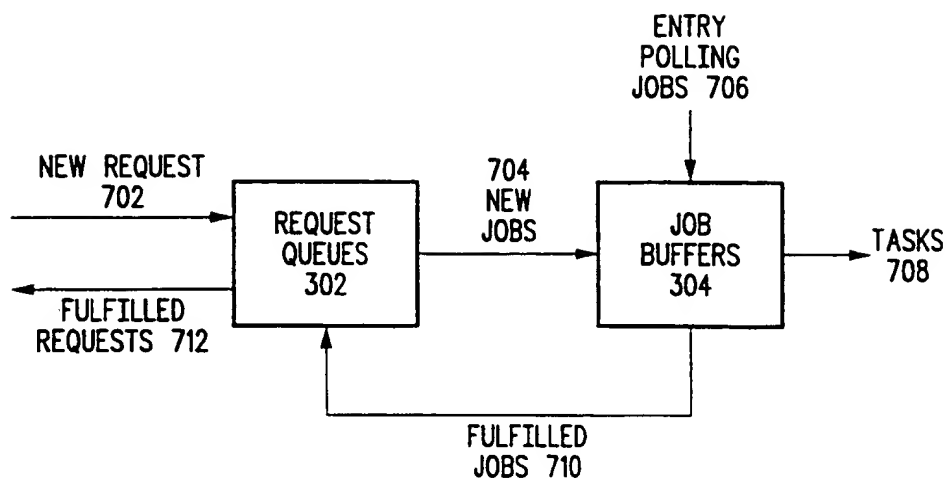 ENTRY
POLLING
JOBS 706
NEW REQUEST
702
REQUEST
QUEUES
302
704
NEW
JOBS
JOB
BUFFERS
304
TASKS
708
FULFILLED
REQUESTS 712
FULFILLED
JOBS 710